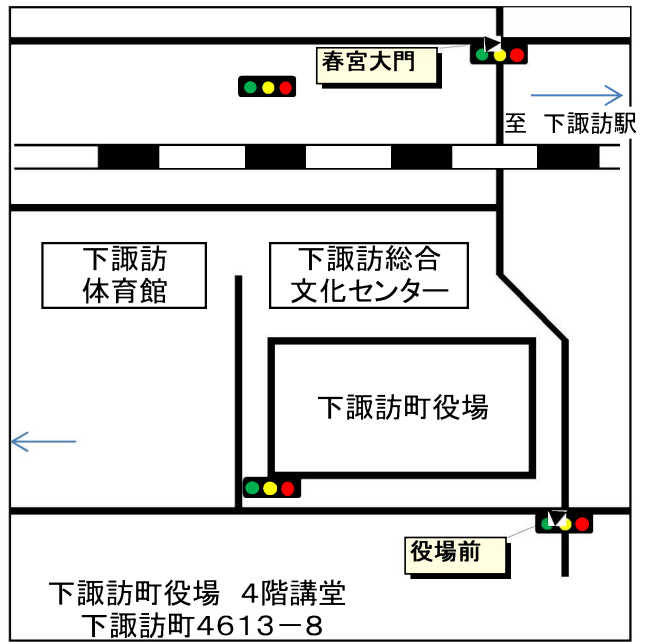 春宮大門
至　下諏訪駅
下諏訪
体育館
下諏訪総合
文化センター
下諏訪町役場
役場前
下諏訪町役場　4階講堂
下諏訪町4613－8